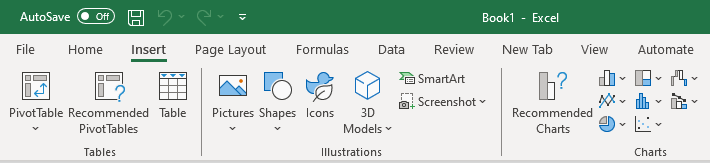 AutoSave Off Book1 - Excel
File Home Insert Page Layout Formulas Data Review New Tab View Automate
PivotTable Recommended PivotTables Table Pictures Shapes Icons 3D Models SmartArt Screenshot Recommended Charts
Tables Illustrations Charts